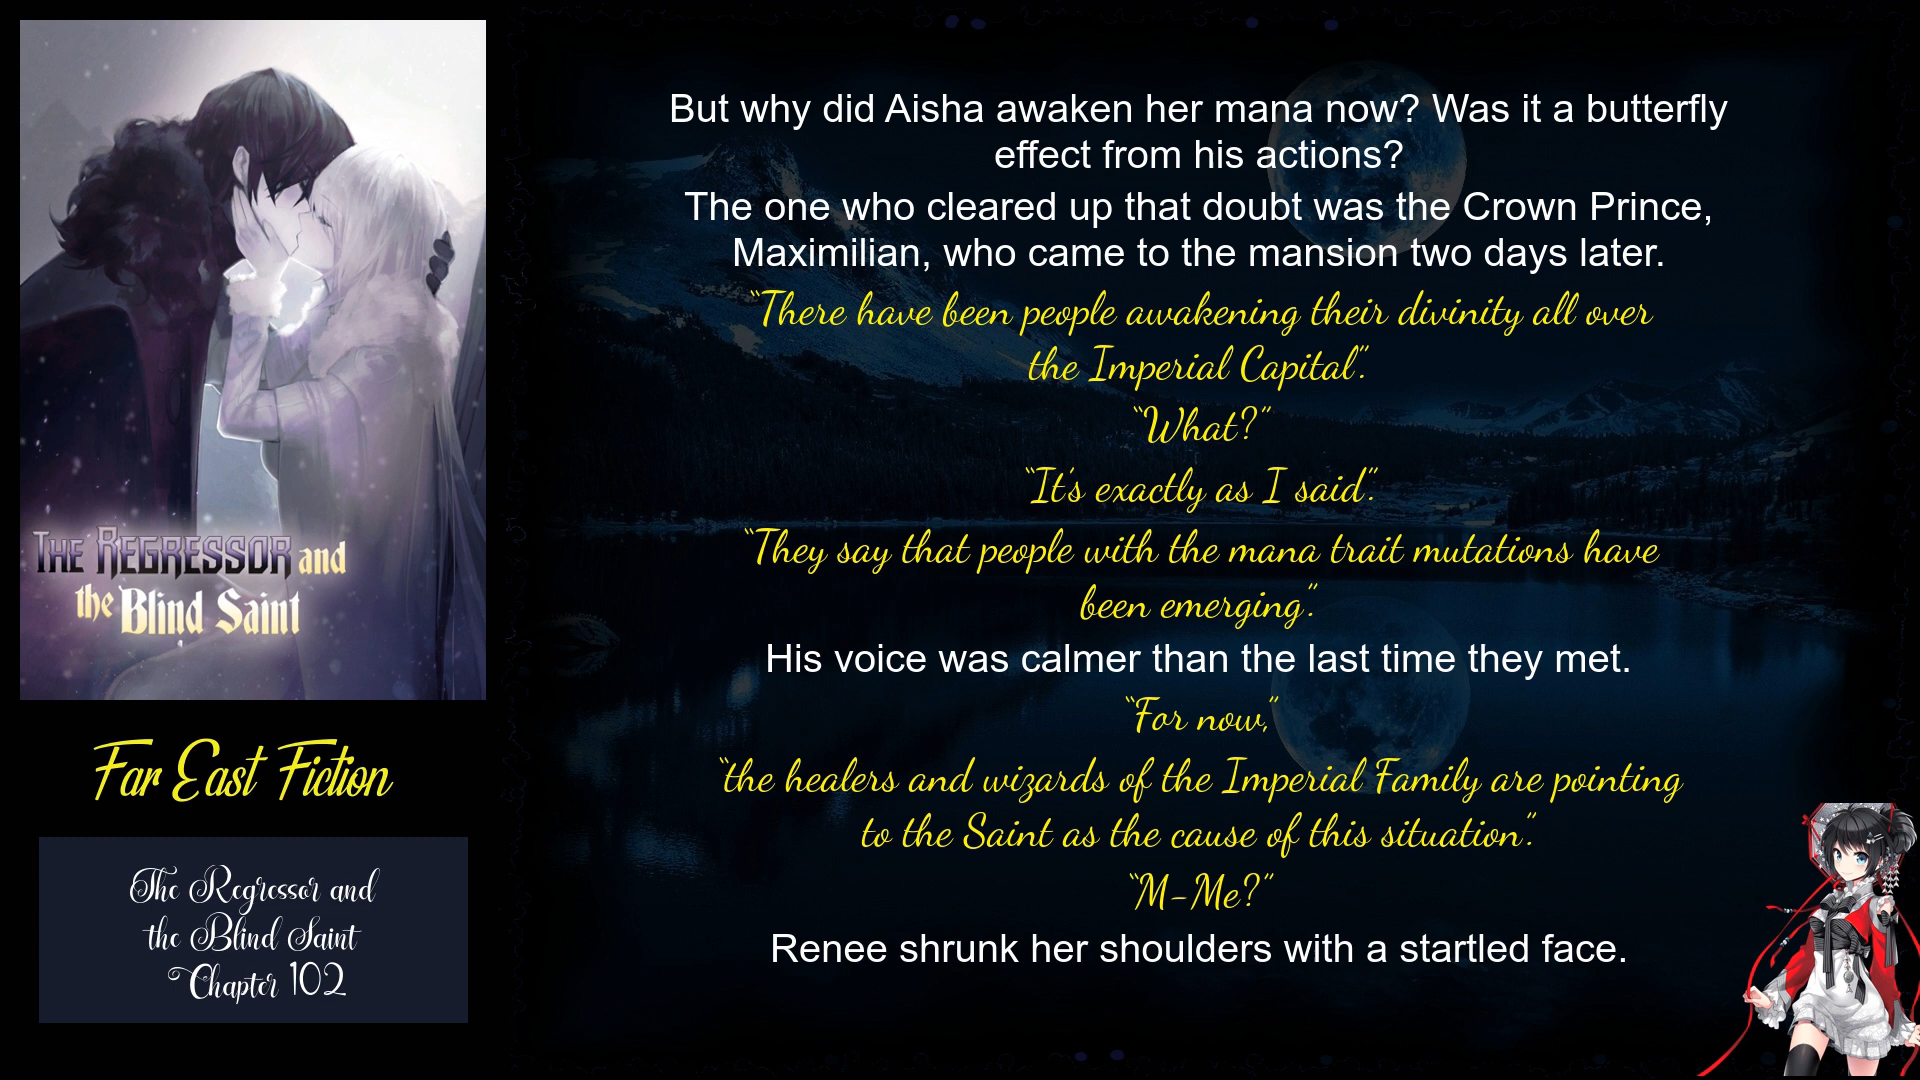 THE REGRESSOR and
the Blind Saint
Far East Fiction
The Regressor and
the Blind Saint
Chapter 102
But why did Aisha awaken her mana now? Was it a butterfly
effect from his actions?
The one who cleared up that doubt was the Crown Prince,
Maximilian, who came to the mansion two days later.
“There have been people awakening their divinity all over
the Imperial Capital”.
“What?”
“It’s exactly as I said”.
“They say that people with the mana trait mutations have
been emerging”.
His voice was calmer than the last time they met.
“For now,”
“the healers and wizards of the Imperial Family are pointing
to the Saint as the cause of this situation”.
“M-Me?”
Renee shrunk her shoulders with a startled face.